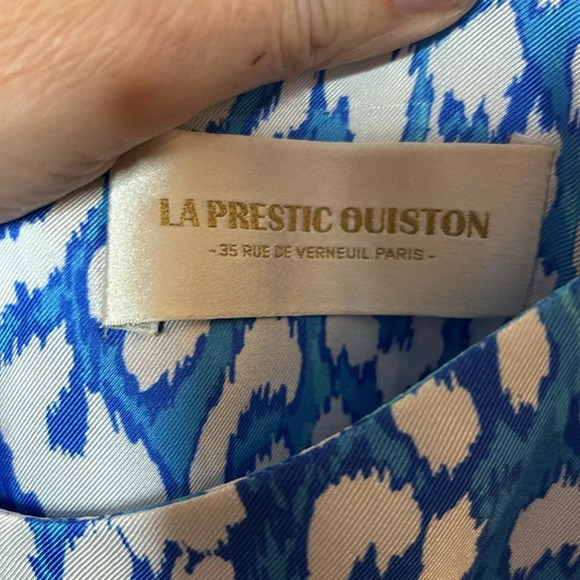 LA PRESTIC OUISTON
- 35 RUE DE VERNEUIL PARIS -